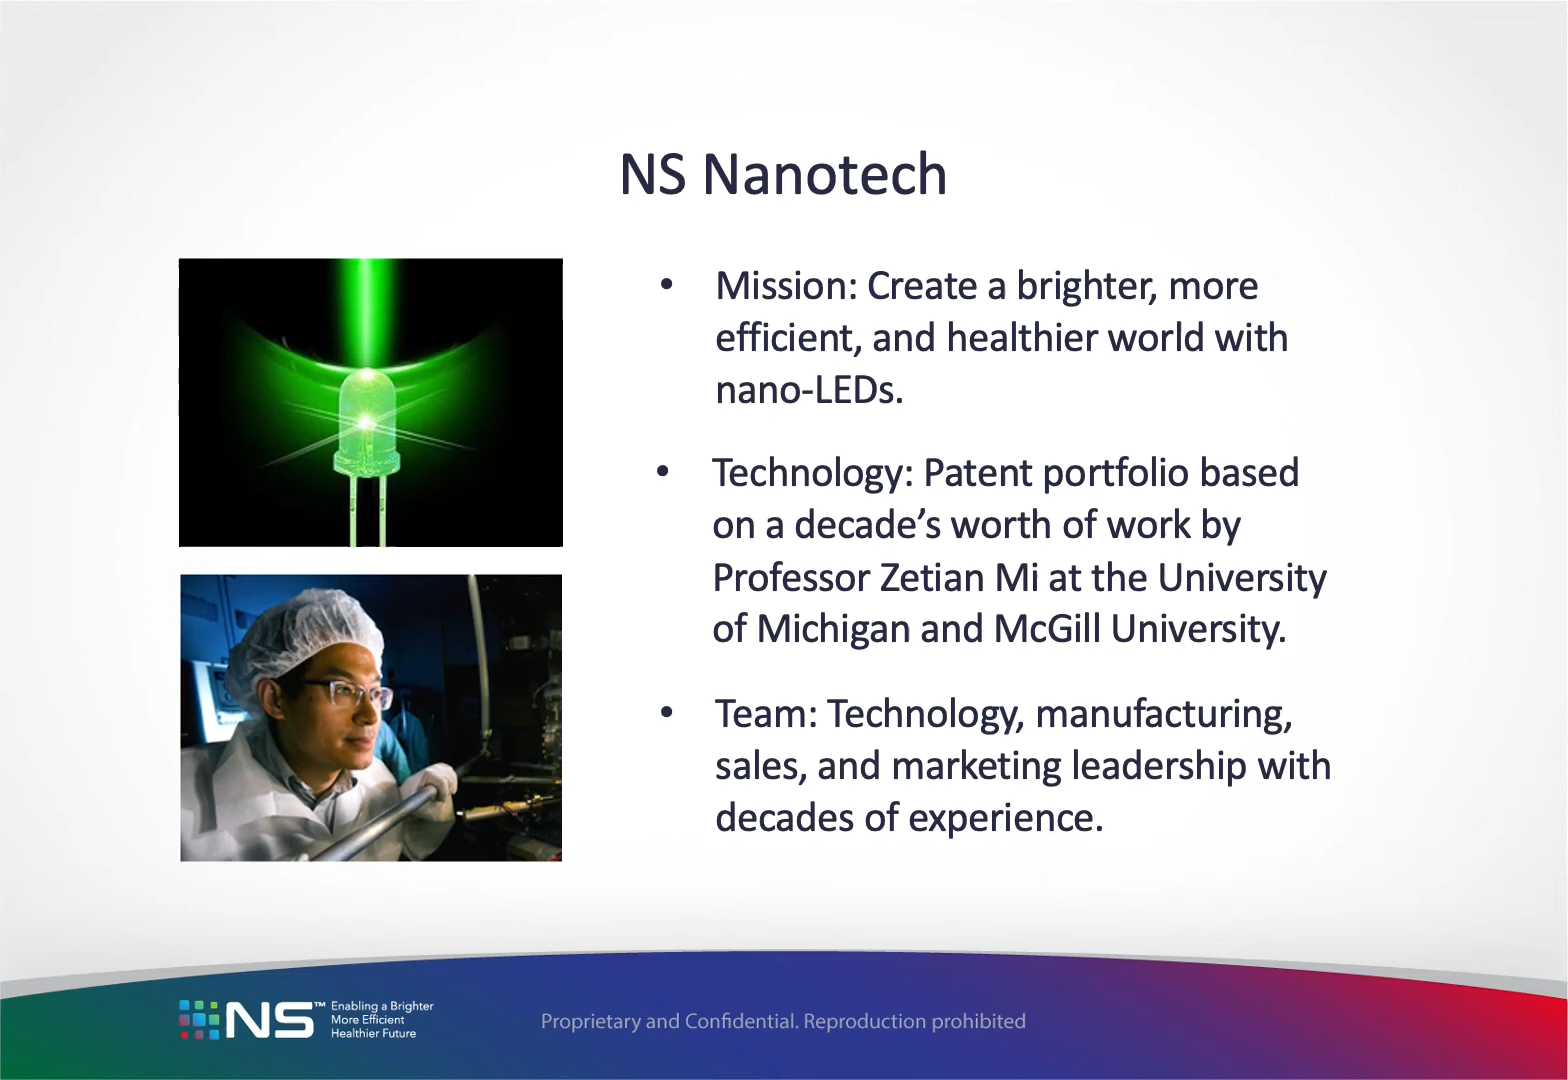 NS Nanotech
• Mission: Create a brighter, more
efficient, and healthier world with
nano-LEDs.
• Technology: Patent portfolio based
on a decade’s worth of work by
Professor Zetian Mi at the University
of Michigan and McGill University.
• Team: Technology, manufacturing,
sales, and marketing leadership with
decades of experience.
NS™
Enabling a Brighter
More Efficient
Healthier Future
Proprietary and Confidential. Reproduction prohibited